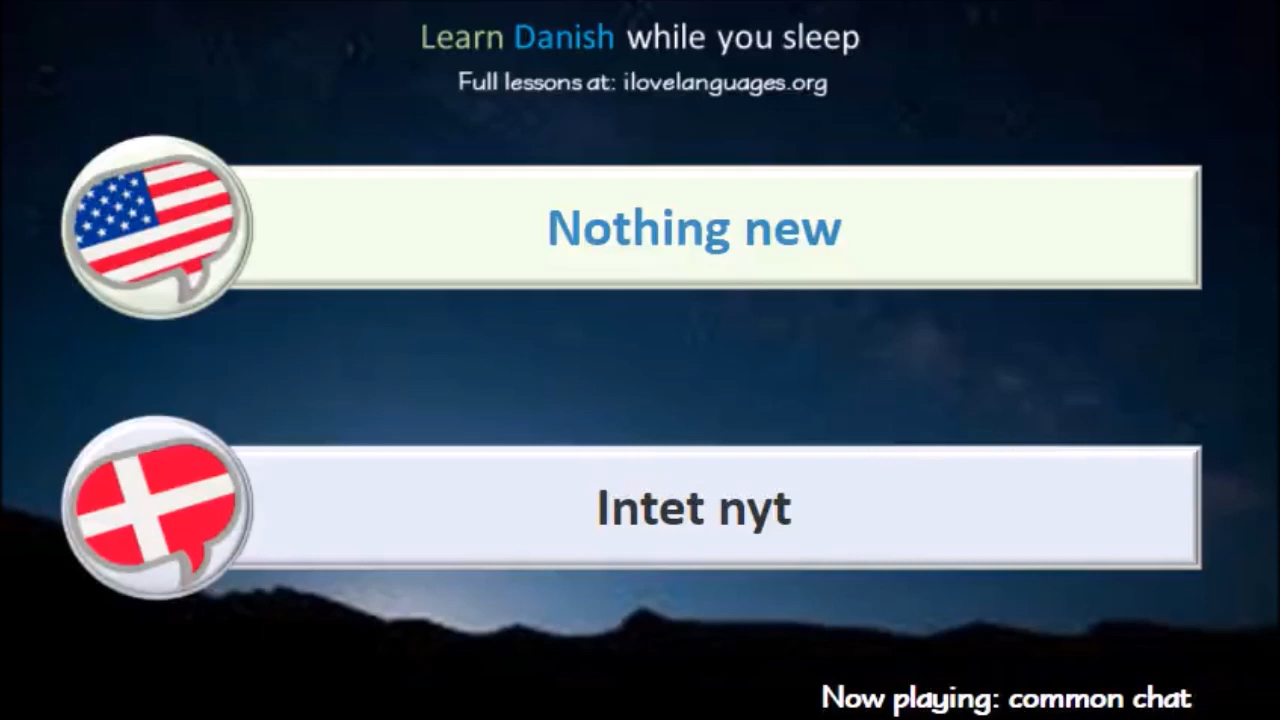 Learn Danish while you sleep
Full lessons at: ilovelanguages.org
Nothing new
Intet nyt
Now playing: common chat